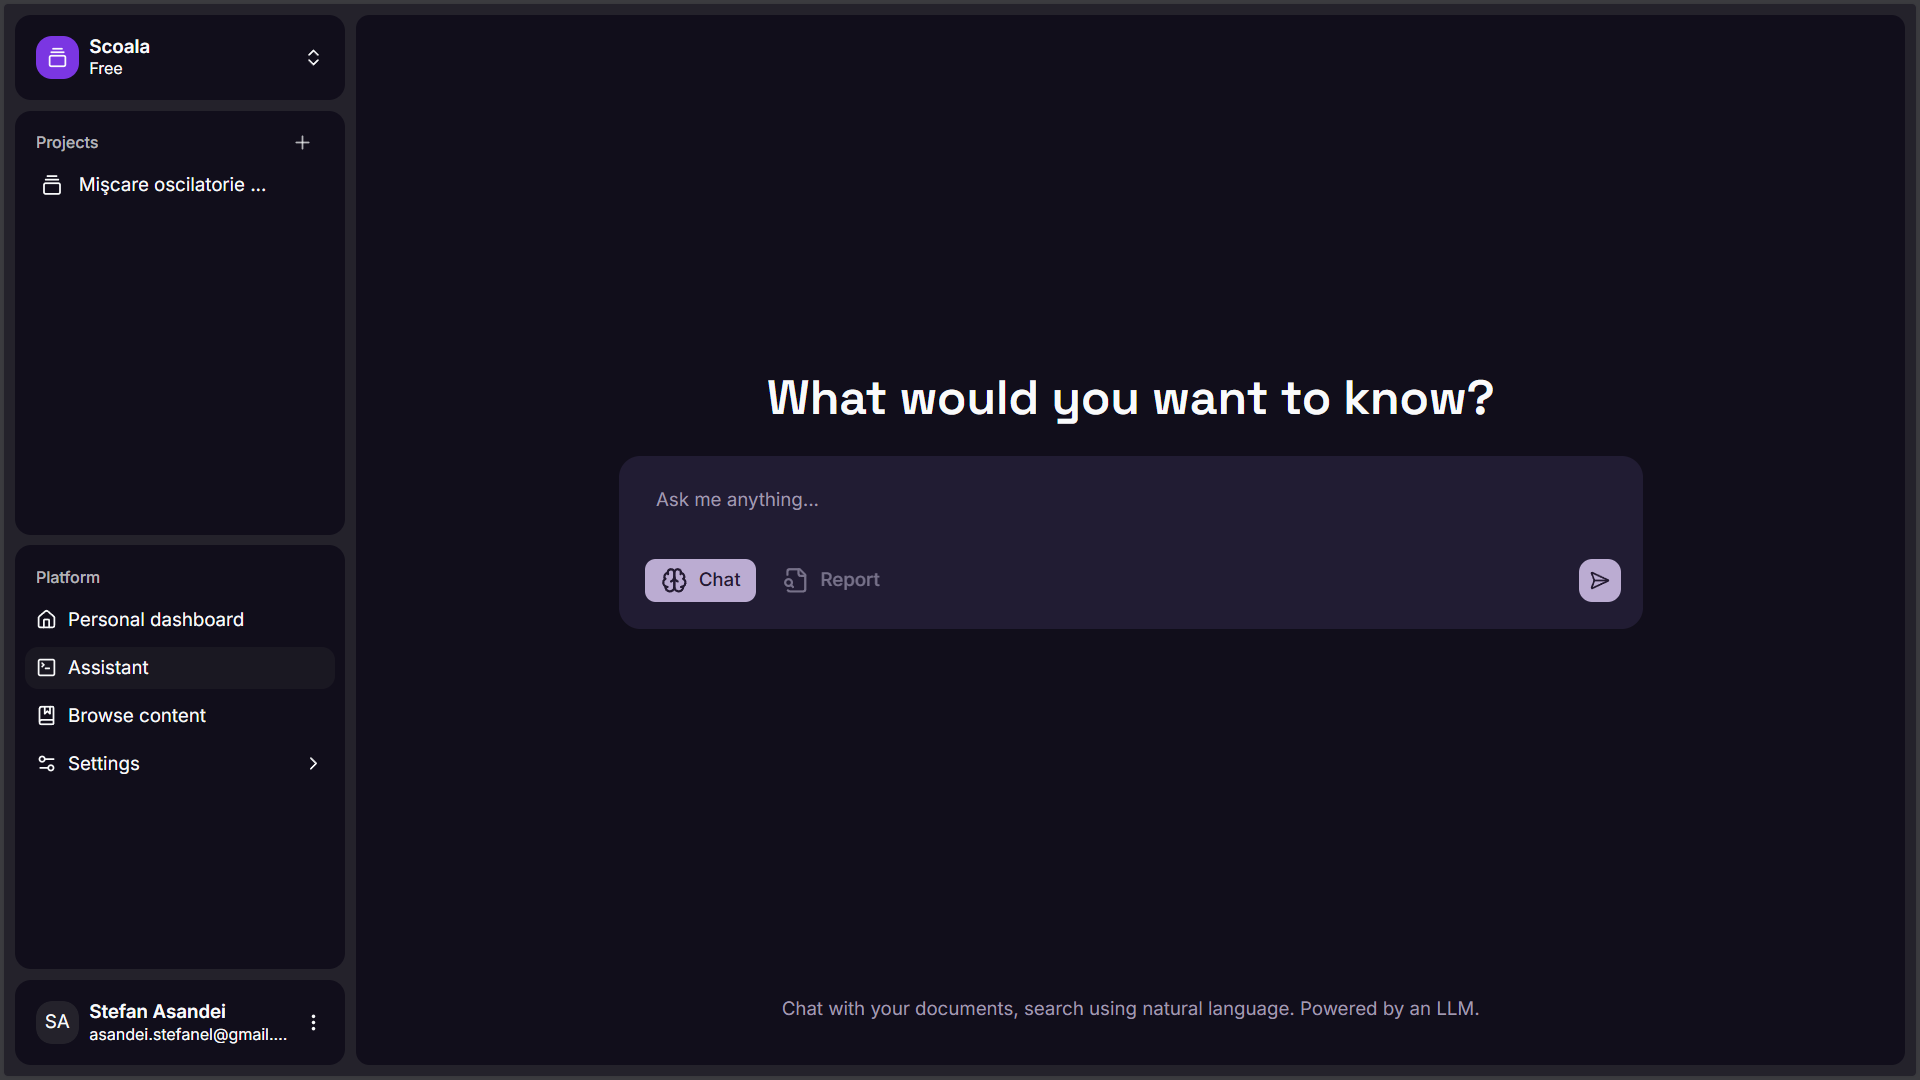 Scoala
Free
Projects
Mişcare oscilatorie ...
Platform
Personal dashboard
Assistant
Browse content
Settings
SA
Stefan Asandei
asandei.stefanel@gmail....
What would you want to know?
Ask me anything...
Chat
Report
Chat with your documents, search using natural language. Powered by an LLM.